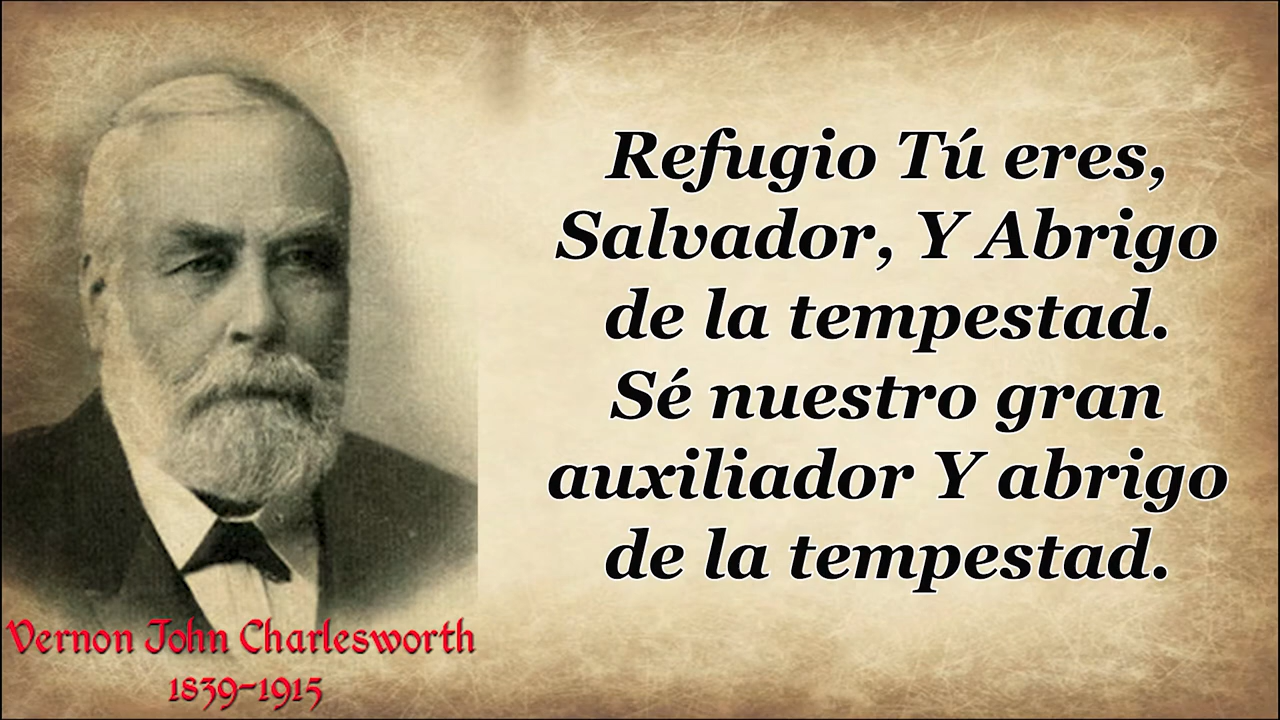 Refugio Tú eres,
Salvador, Y Abrigo
de la tempestad.
Sé nuestro gran
auxiliador Y abrigo
de la tempestad.
Vernon John Charlesworth
1839-1915